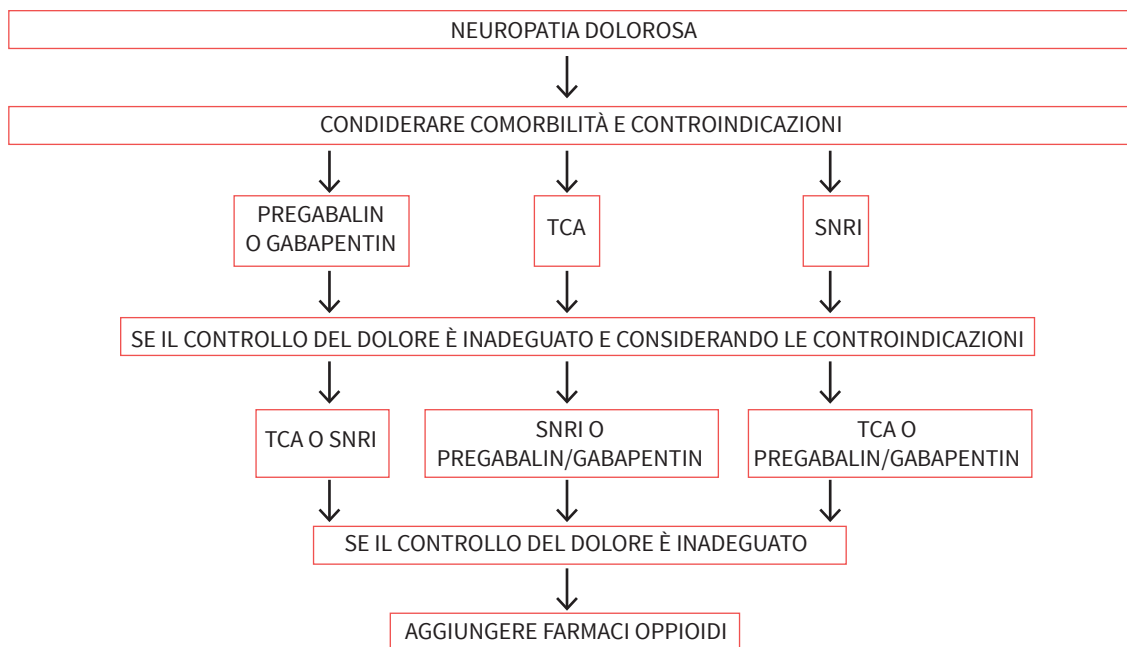 NEUROPATIA DOLOROSA
CONDIDERARE COMORBILITÀ E CONTROINDICAZIONI
PREGABALIN
O GABAPENTIN
TCA
SNRI
SE IL CONTROLLO DEL DOLORE È INADEGUATO E CONSIDERANDO LE CONTROINDICAZIONI
TCA O SNRI
SNRI O
PREGABALIN/GABAPENTIN
TCA O
PREGABALIN/GABAPENTIN
SE IL CONTROLLO DEL DOLORE È INADEGUATO
AGGIUNGERE FARMACI OPPIOIDI